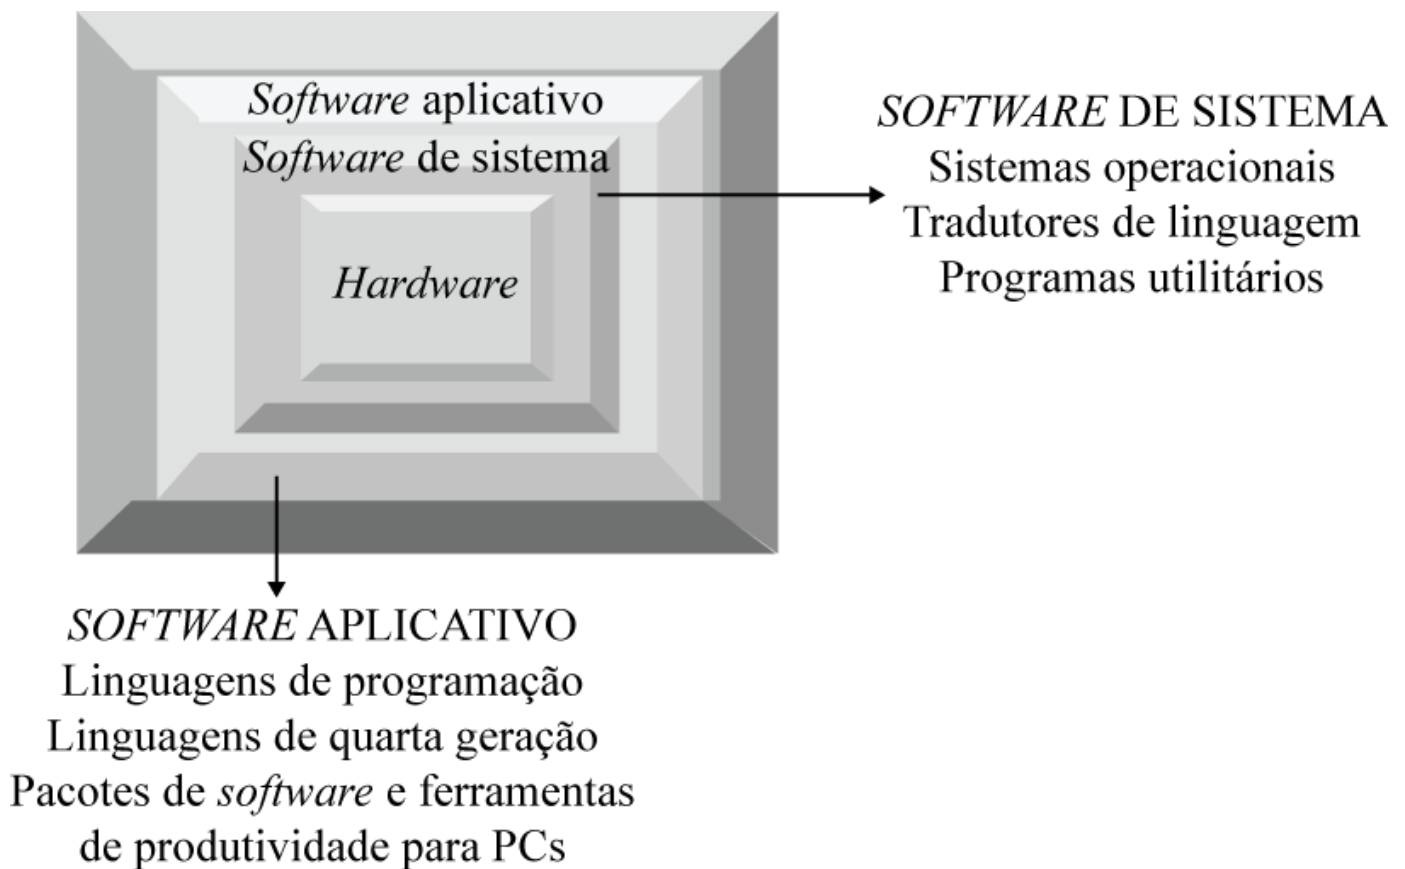 Software aplicativo
Software de sistema
Hardware
SOFTWARE DE SISTEMA
Sistemas operacionais
Tradutores de linguagem
Programas utilitários
SOFTWARE APLICATIVO
Linguagens de programação
Linguagens de quarta geração
Pacotes de software e ferramentas
de produtividade para PCs